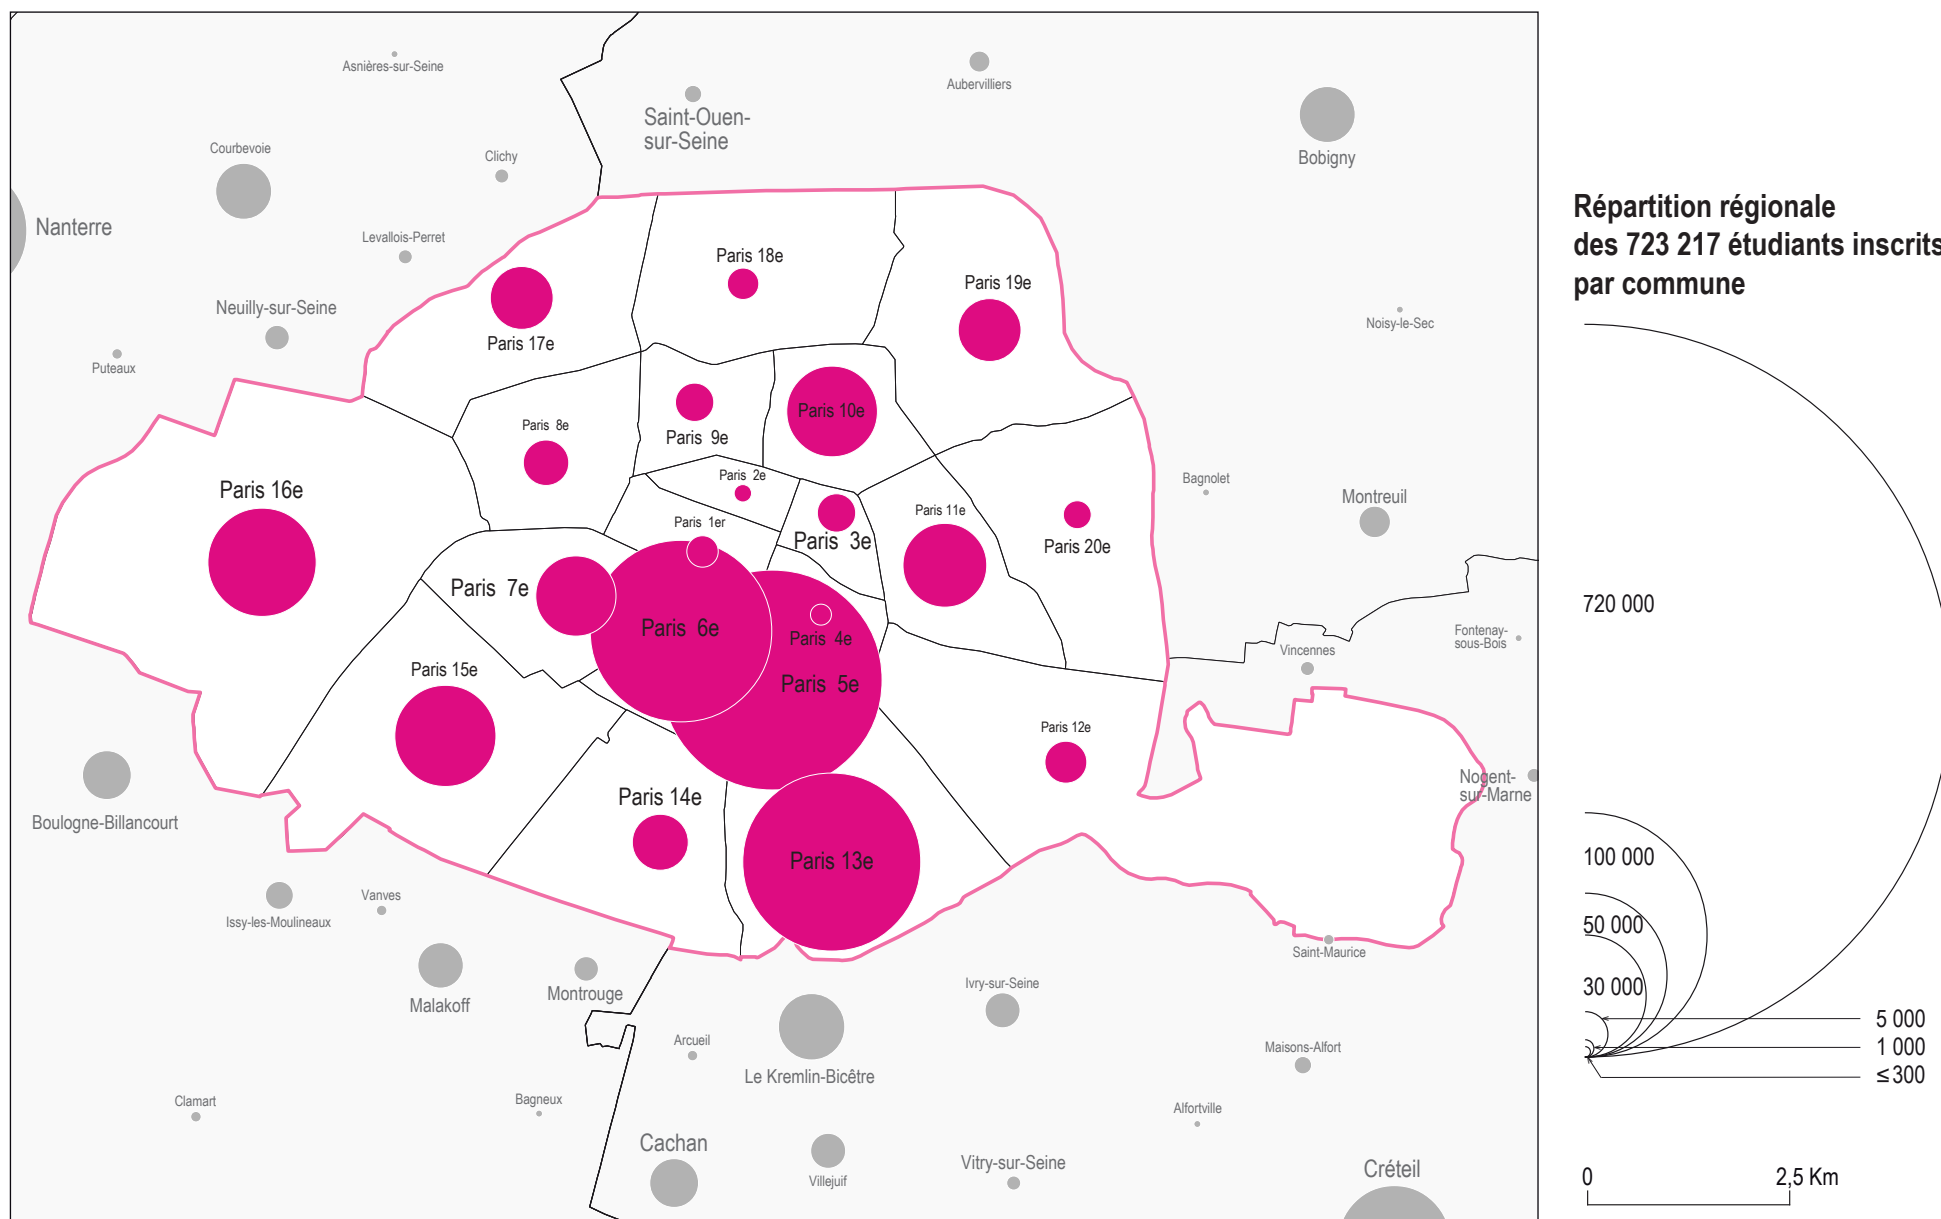 Asnières-sur-Seine
Aubervilliers
Saint-Ouen-
sur-Seine
Courbevoie
Clichy
Bobigny
Nanterre
Levallois-Perret
Paris 18e
Paris 19e
Neuilly-sur-Seine
Noisy-le-Sec
Paris 17e
Puteaux
Paris 8e
Paris 9e
Paris 10e
Paris 2e
Bagnolet
Montreuil
Paris 16e
Paris 1er
Paris 3e
Paris 11e
Paris 20e
Paris 7e
Paris 6e
Paris 4e
Fontenay-
sous-Bois
Vincennes
Paris 15e
Paris 5e
Paris 12e
Nogent-
sur-Marne
Boulogne-Billancourt
Paris 14e
Paris 13e
Issy-les-Moulineaux
Vanves
Saint-Maurice
Malakoff
Montrouge
Ivry-sur-Seine
Arcueil
Le Kremlin-Bicêtre
Maisons-Alfort
Clamart
Bagneux
Alfortville
Cachan
Villejuif
Vitry-sur-Seine
Créteil
Répartition régionale
des 723 217 étudiants inscrits
par commune
720 000
100 000
50 000
30 000
5 000
1 000
≤ 300
0 2,5 Km